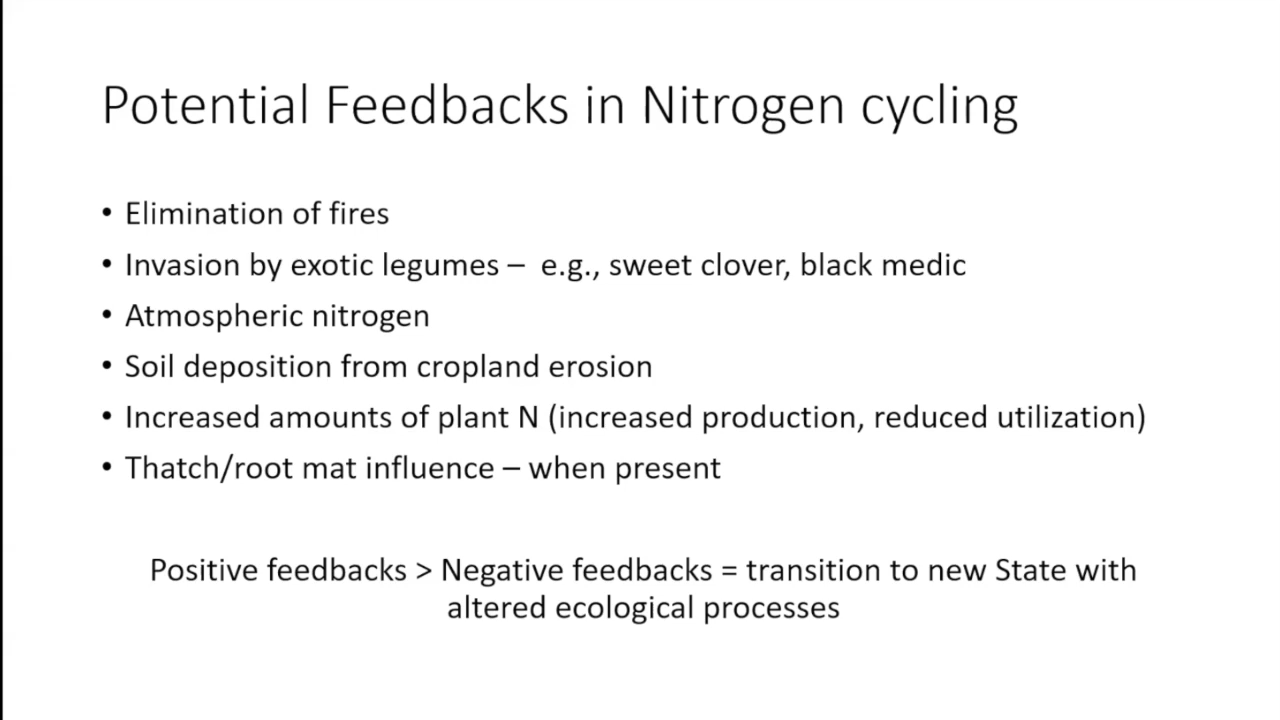 Potential Feedbacks in Nitrogen cycling
• Elimination of fires
• Invasion by exotic legumes – e.g., sweet clover, black medic
• Atmospheric nitrogen
• Soil deposition from cropland erosion
• Increased amounts of plant N (increased production, reduced utilization)
• Thatch/root mat influence – when present
Positive feedbacks > Negative feedbacks = transition to new State with
altered ecological processes